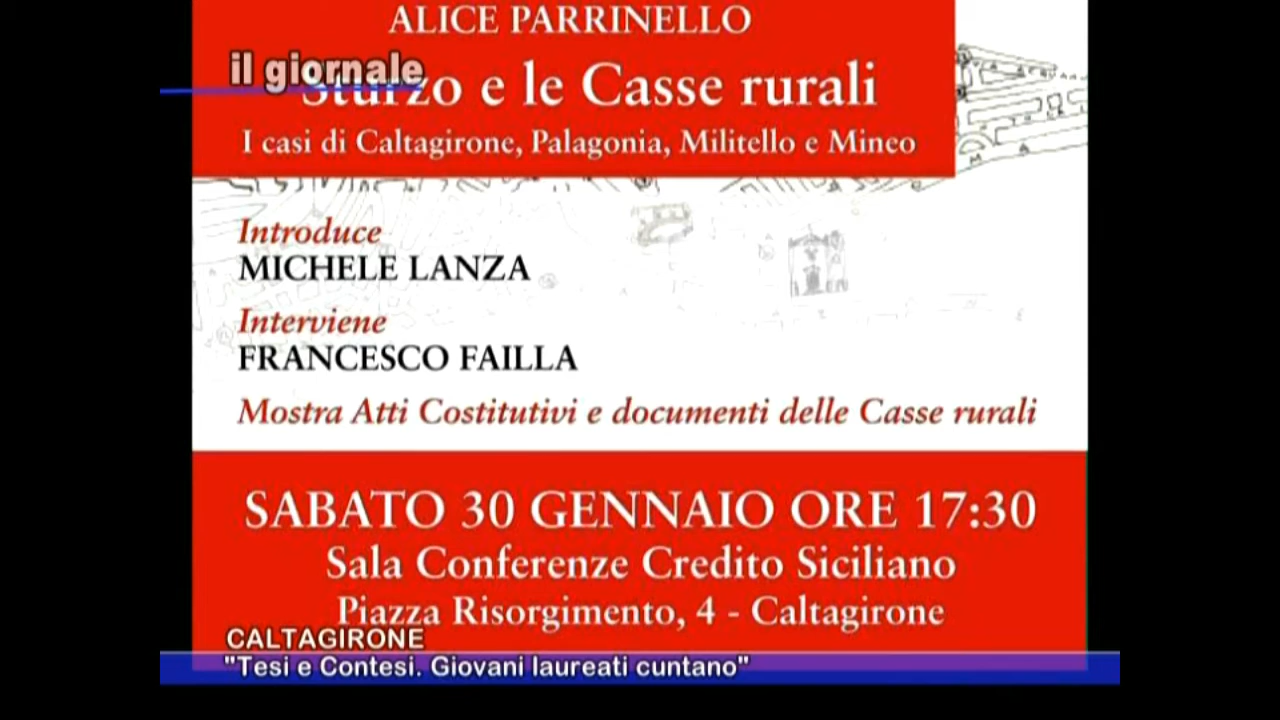 ALICE PARRINELLO
il giornale
Sturzo e le Casse rurali
I casi di Caltagirone, Palagonia, Militello e Mineo
Introduce
MICHELE LANZA
Interviene
FRANCESCO FAILLA
Mostra Atti Costitutivi e documenti delle Casse rurali
SABATO 30 GENNAIO ORE 17:30
Sala Conferenze Credito Siciliano
Piazza Risorgimento, 4 - Caltagirone
CALTAGIRONE
"Tesi e Contesi. Giovani laureati cuntano"